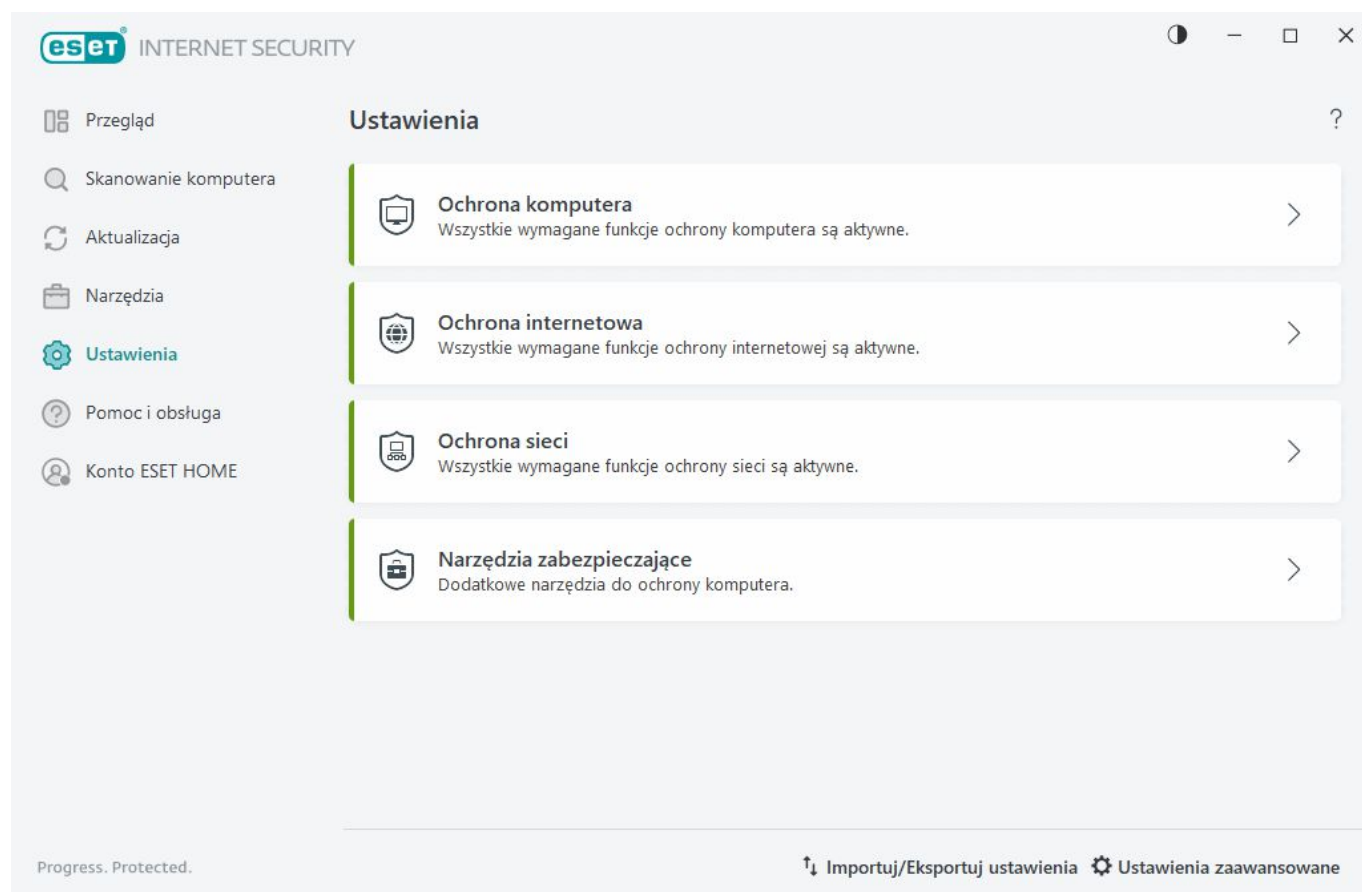 eset® INTERNET SECURITY
Przegląd
Skanowanie komputera
Aktualizacja
Narzędzia
Ustawienia
Pomoc i obsługa
Konto ESET HOME
Ustawienia
?
Ochrona komputera
Wszystkie wymagane funkcje ochrony komputera są aktywne.
Ochrona internetowa
Wszystkie wymagane funkcje ochrony internetowej są aktywne.
Ochrona sieci
Wszystkie wymagane funkcje ochrony sieci są aktywne.
Narzędzia zabezpieczające
Dodatkowe narzędzia do ochrony komputera.
Progress. Protected.
Importuj/Eksportuj ustawienia Ustawienia zaawansowane